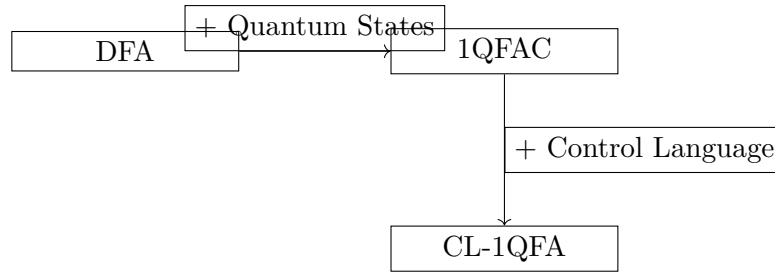 + Quantum States
DFA
1QFAC
+ Control Language
CL-1QFA